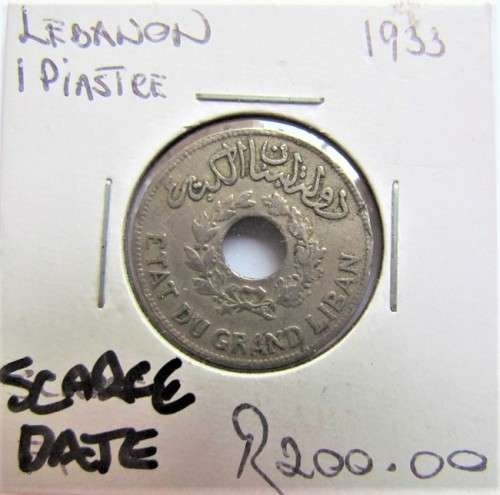 LEBANON
1 PIASTRE
1933
دولة لبنان الكبير
ETAT DU GRAND LIBAN
SCARCE
DATE
R200.00